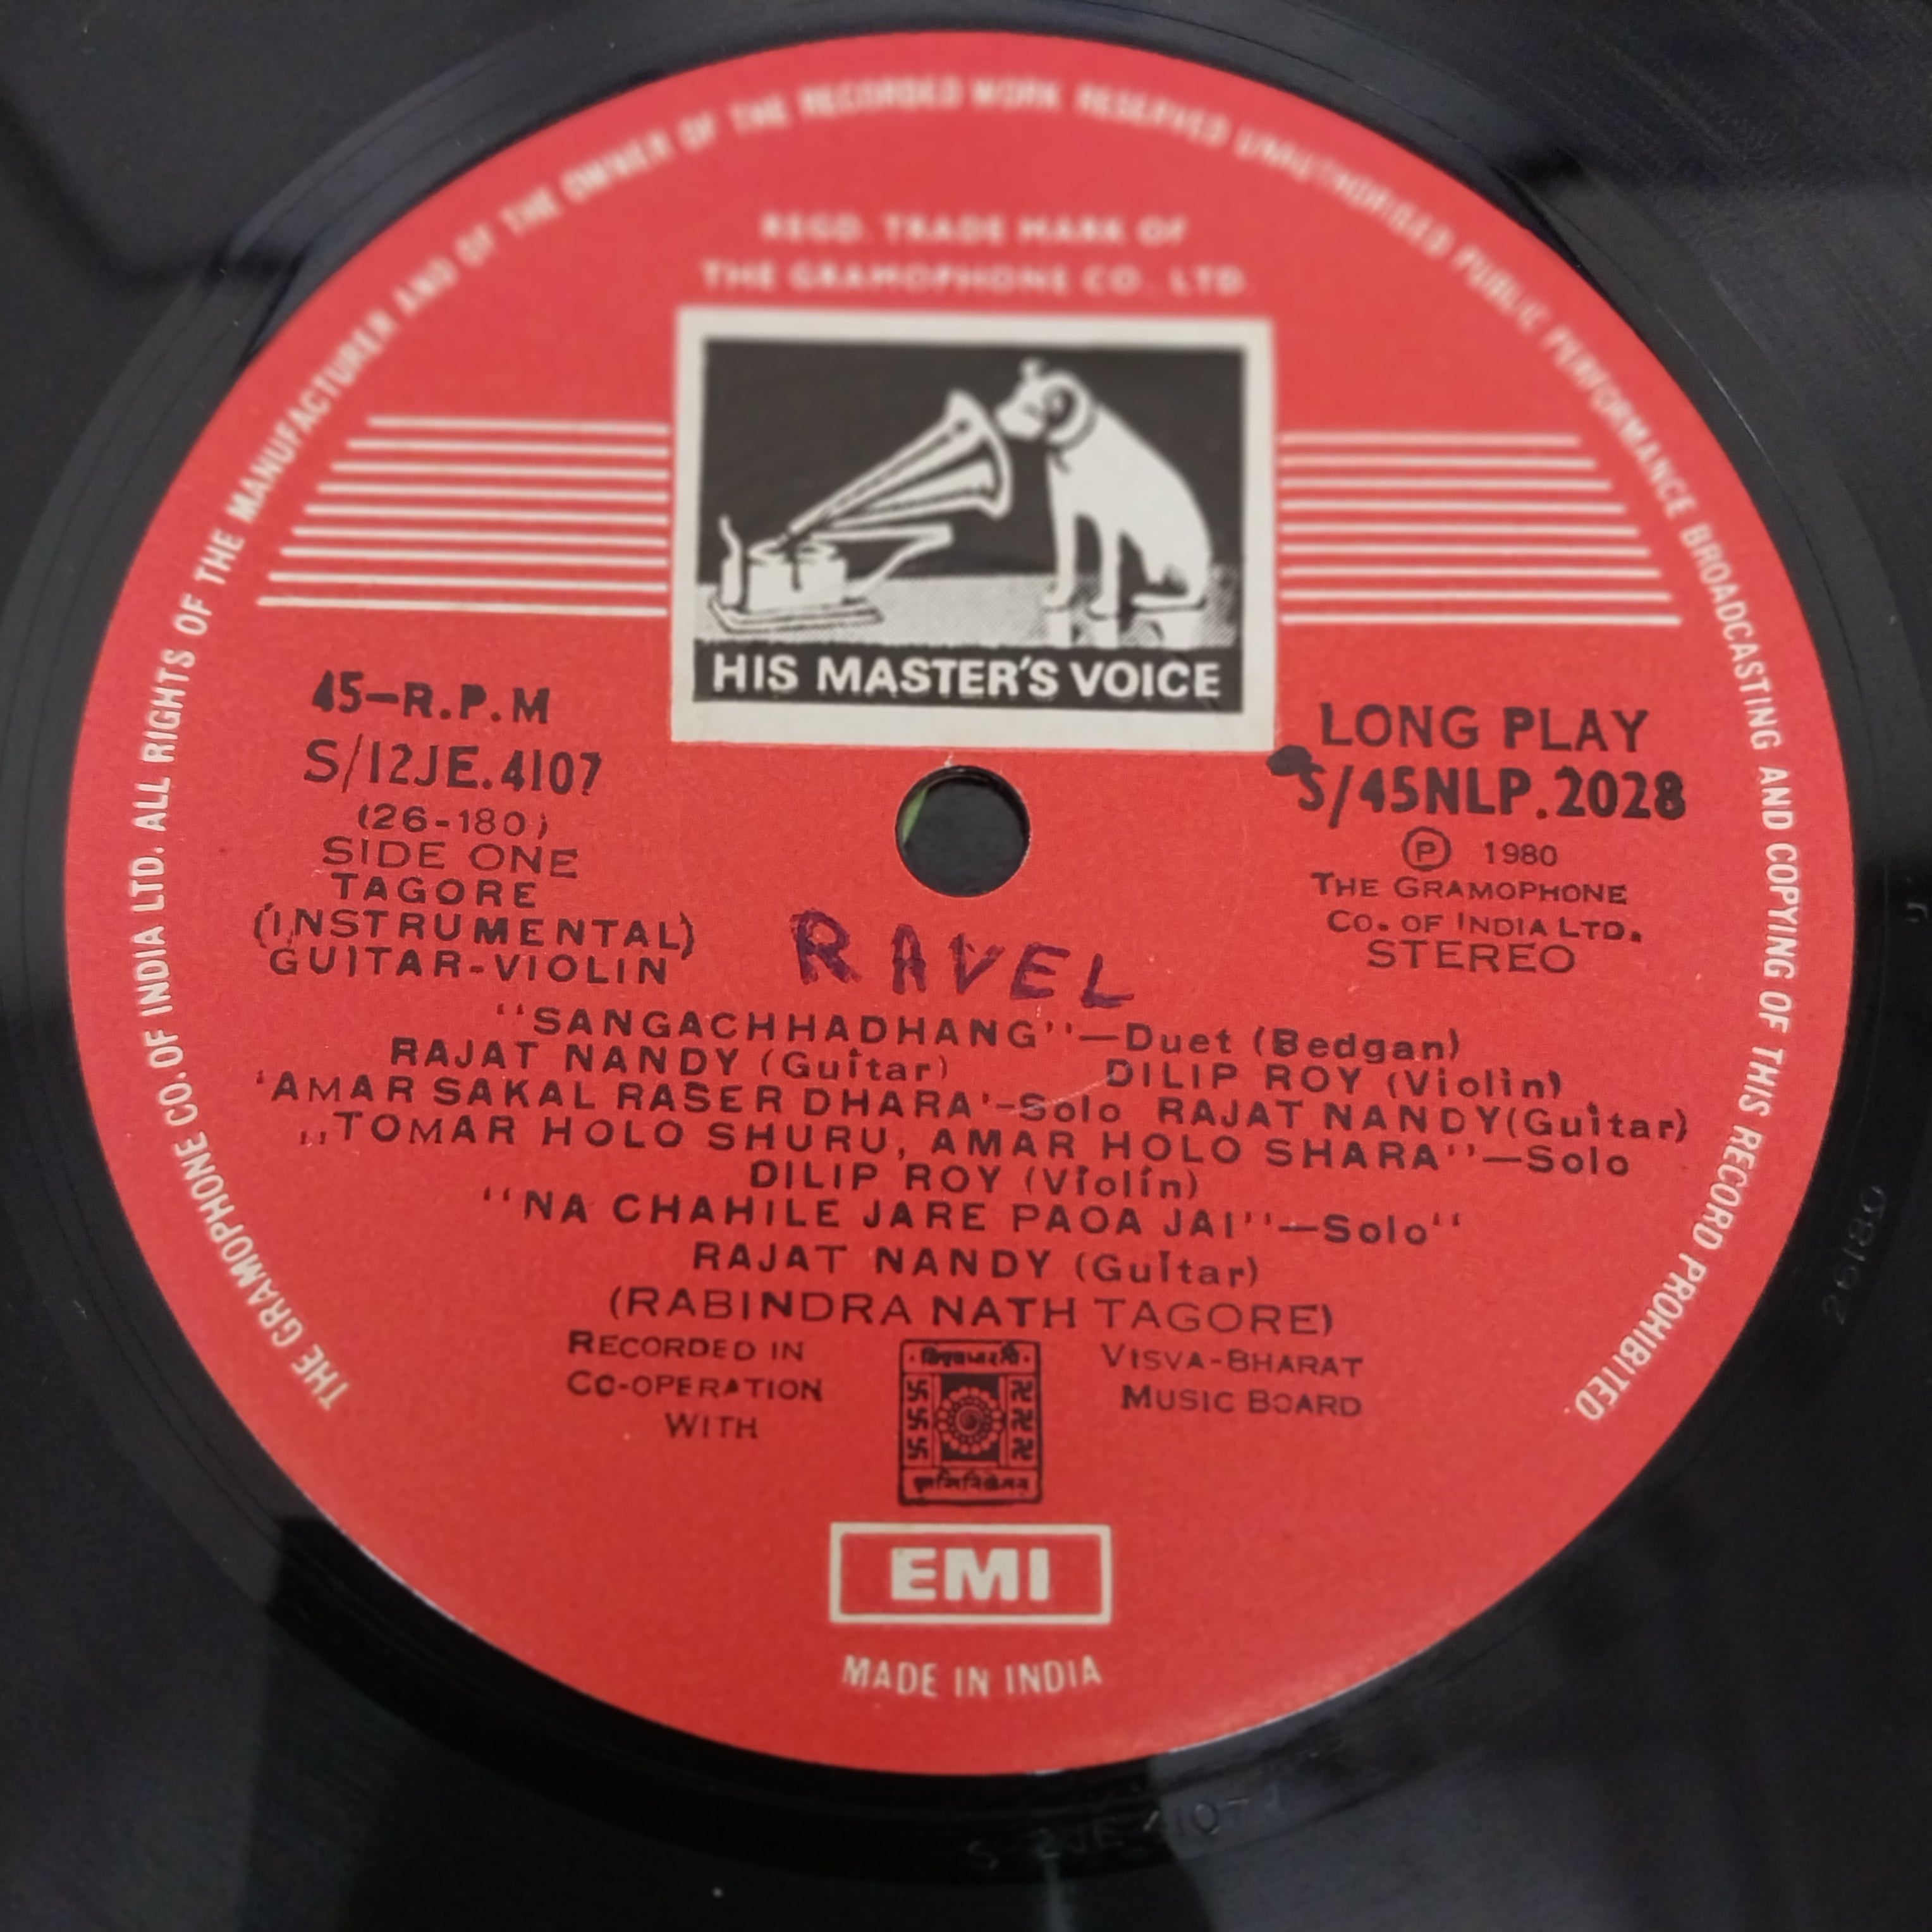 THE GRAMOPHONE CO. OF INDIA LTD. ALL RIGHTS OF THE MANUFACTURER AND OF THE OWNER OF THE RECORDED WORK RESERVED UNAUTHORISED PUBLIC PERFORMANCE BROADCASTING AND COPYING OF THIS RECORD PROHIBITED.
REGD. TRADE MARK OF
THE GRAMOPHONE CO. LTD.
HIS MASTER'S VOICE
45-R.P.M
S/12JE.4107
(26-180)
SIDE ONE
TAGORE
(INSTRUMENTAL)
GUITAR-VIOLIN
LONG PLAY
S/45NLP.2028
Ⓟ 1980
THE GRAMOPHONE
CO. OF INDIA LTD.
STEREO
RAVEL
"SANGACHHADHANG"—Duet (Bedgan)
RAJAT NANDY (Guitar) DILIP ROY (Violin)
'AMAR SAKAL RASER DHARA'-Solo RAJAT NANDY(Guitar)
,,TOMAR HOLO SHURU, AMAR HOLO SHARA"—Solo
DILIP ROY (Violin)
"NA CHAHILE JARE PAOA JAI"—Solo"
RAJAT NANDY (Guitar)
(RABINDRA NATH TAGORE)
RECORDED IN
CO-OPERATION
WITH
VISVA-BHARAT
MUSIC BOARD
EMI
MADE IN INDIA
26180